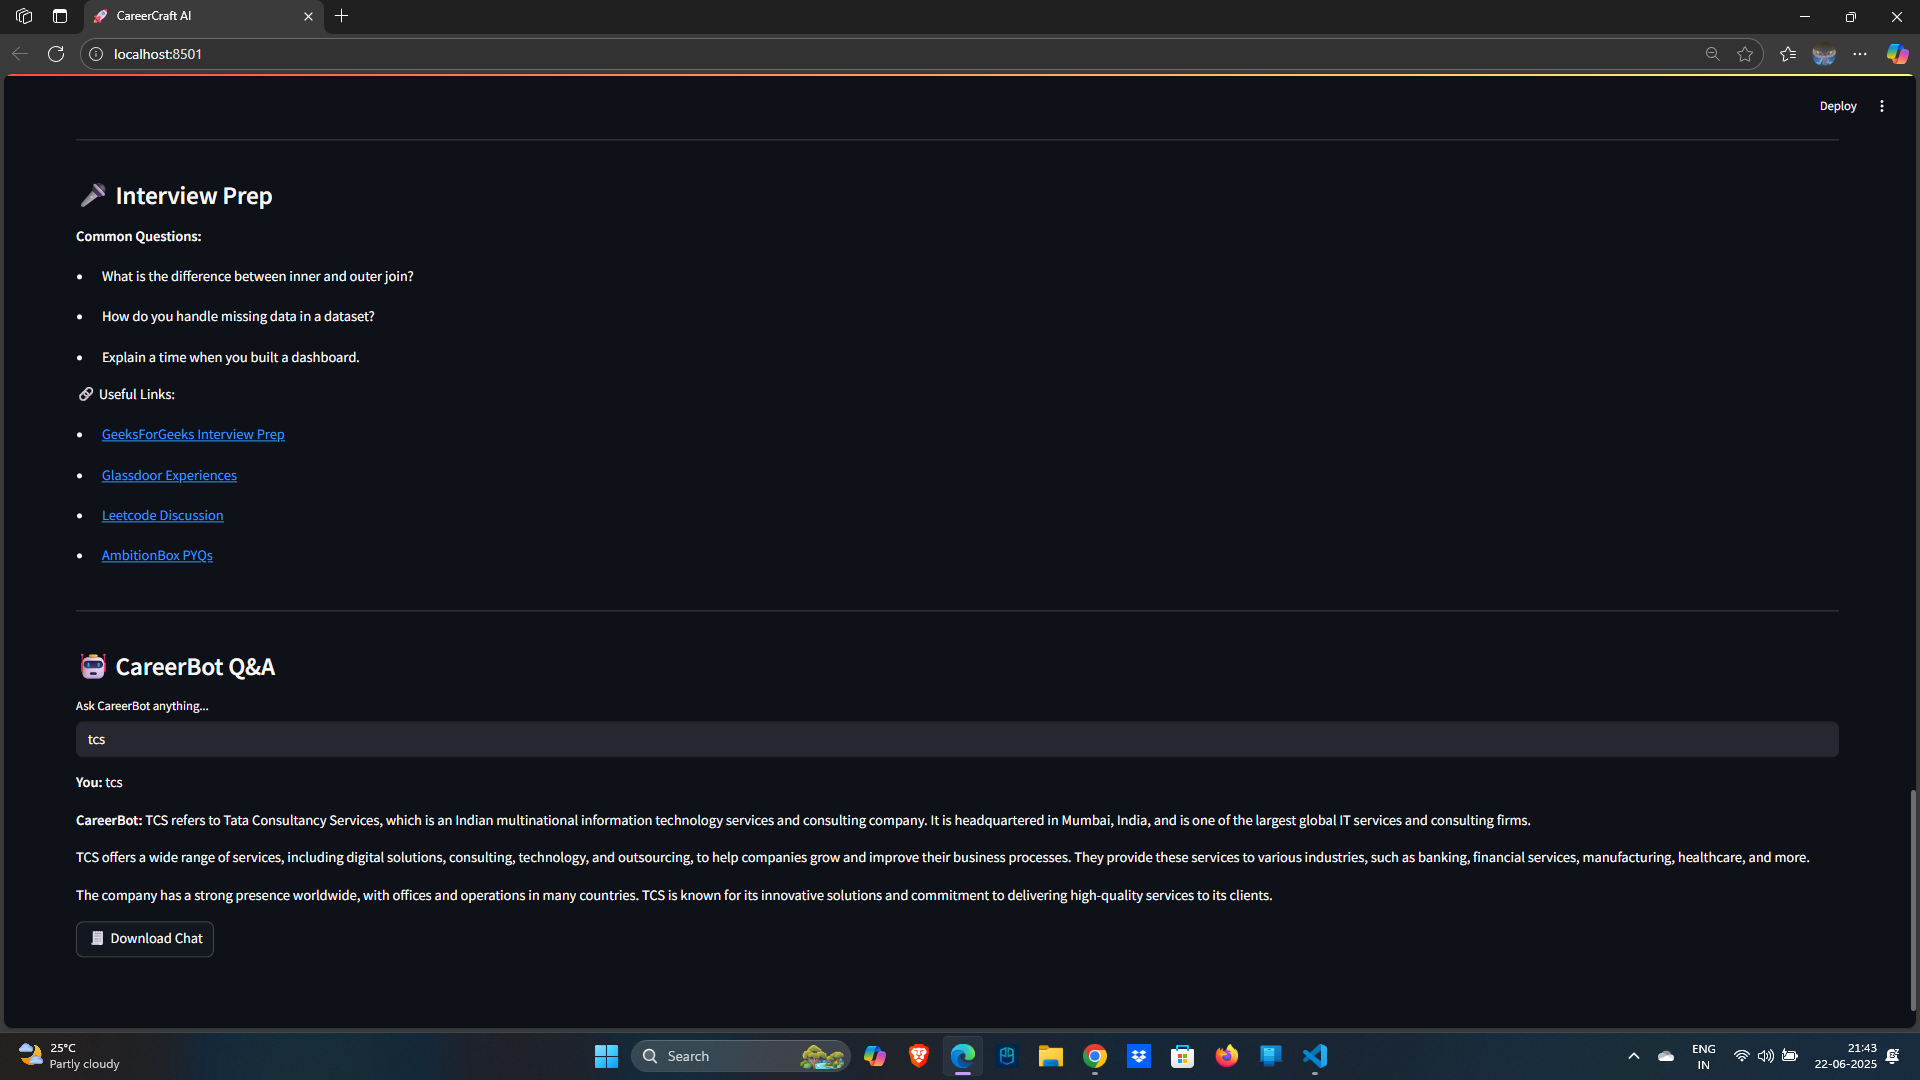 CareerCraft AI
localhost:8501
Deploy
Interview Prep
Common Questions:
• What is the difference between inner and outer join?
• How do you handle missing data in a dataset?
• Explain a time when you built a dashboard.
Useful Links:
• GeeksForGeeks Interview Prep
• Glassdoor Experiences
• Leetcode Discussion
• AmbitionBox PYQs
CareerBot Q&A
Ask CareerBot anything...
tcs
You: tcs
CareerBot: TCS refers to Tata Consultancy Services, which is an Indian multinational information technology services and consulting company. It is headquartered in Mumbai, India, and is one of the largest global IT services and consulting firms.
TCS offers a wide range of services, including digital solutions, consulting, technology, and outsourcing, to help companies grow and improve their business processes. They provide these services to various industries, such as banking, financial services, manufacturing, healthcare, and more.
The company has a strong presence worldwide, with offices and operations in many countries. TCS is known for its innovative solutions and commitment to delivering high-quality services to its clients.
Download Chat
25°C
Partly cloudy
Search
ENG
IN
21:43
22-06-2025